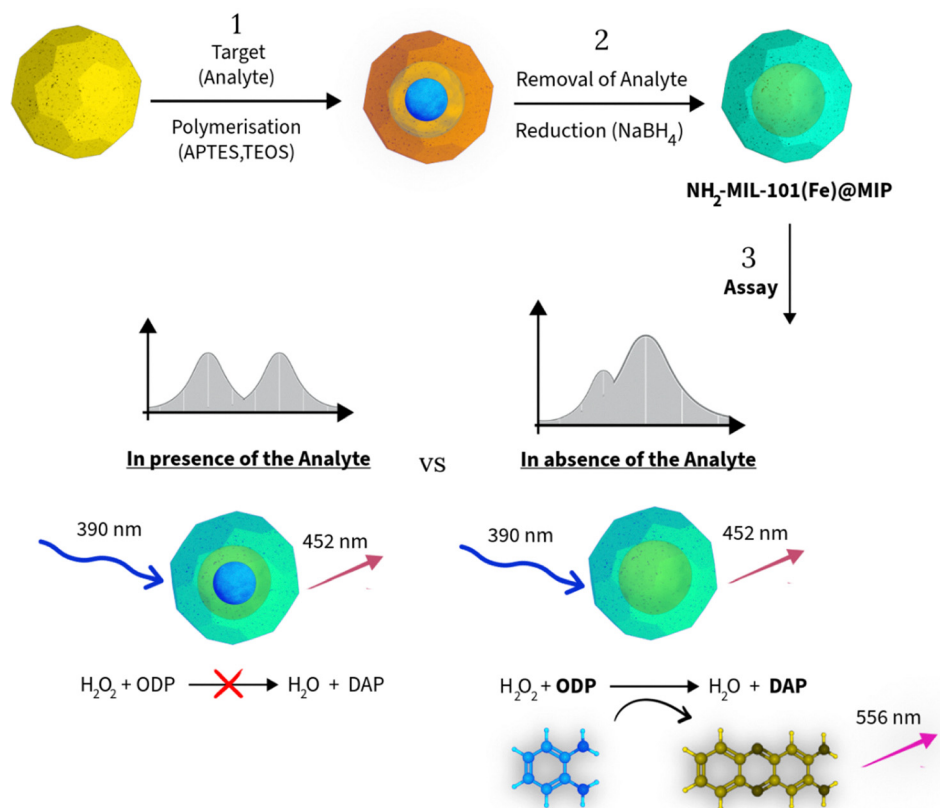 1
Target
(Analyte)
Polymerisation
(APTES,TEOS)
2
Removal of Analyte
Reduction (NaBH₄)
NH₂-MIL-101(Fe)@MIP
3
Assay
In presence of the Analyte
vs
In absence of the Analyte
390 nm
452 nm
390 nm
452 nm
H₂O₂ + ODP
H₂O + DAP
H₂O₂ + ODP
H₂O + DAP
556 nm